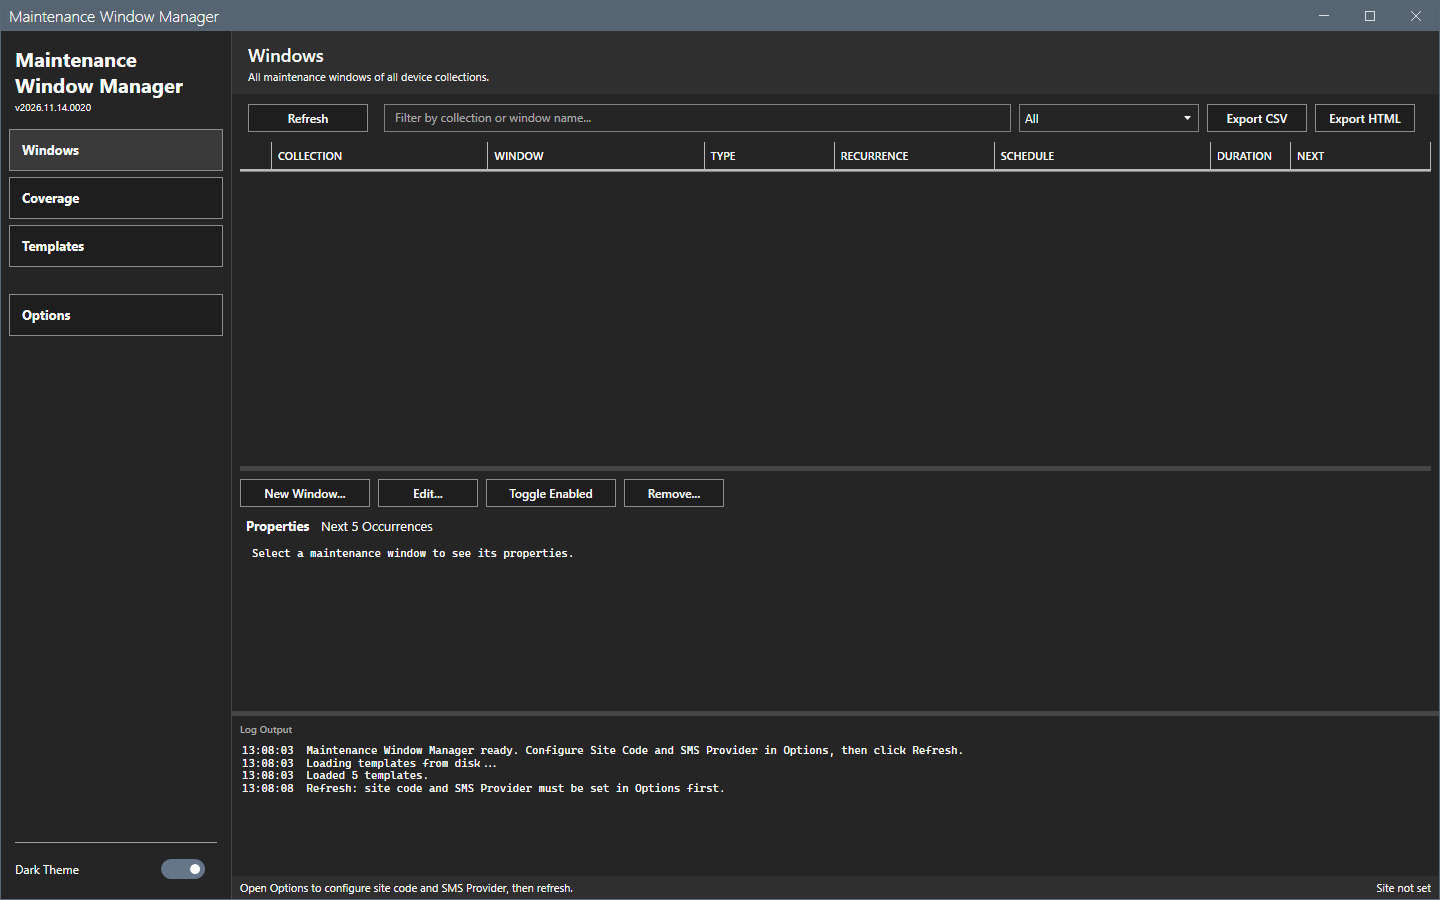 Maintenance Window Manager
Maintenance
Window Manager
v2026.11.14.0020
Windows
Coverage
Templates
Options
Dark Theme
Windows
All maintenance windows of all device collections.
Refresh
Filter by collection or window name...
All
Export CSV
Export HTML
COLLECTION
WINDOW
TYPE
RECURRENCE
SCHEDULE
DURATION
NEXT
New Window...
Edit...
Toggle Enabled
Remove...
Properties
Next 5 Occurrences
Select a maintenance window to see its properties.
Log Output
13:08:03  Maintenance Window Manager ready. Configure Site Code and SMS Provider in Options, then click Refresh.
13:08:03  Loading templates from disk...
13:08:03  Loaded 5 templates.
13:08:08  Refresh: site code and SMS Provider must be set in Options first.
Open Options to configure site code and SMS Provider, then refresh.
Site not set